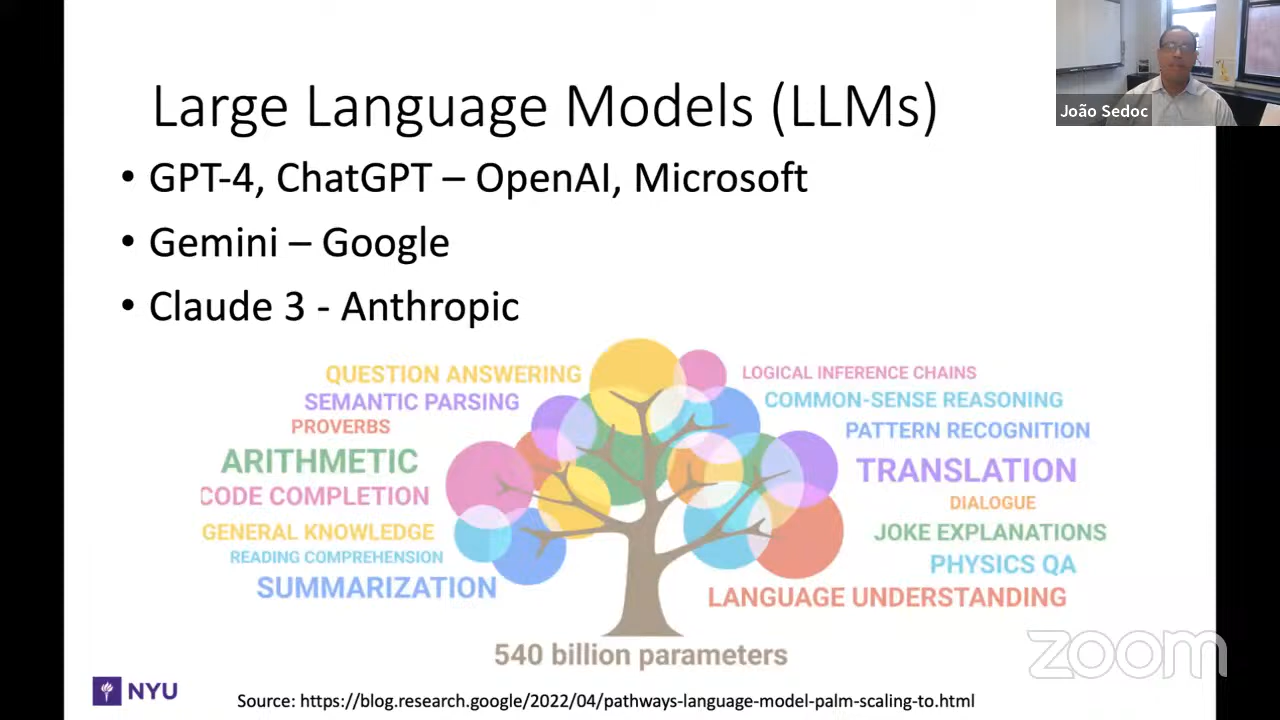 João Sedoc
Large Language Models (LLMs)
• GPT-4, ChatGPT – OpenAI, Microsoft
• Gemini – Google
• Claude 3 - Anthropic
QUESTION ANSWERING
SEMANTIC PARSING
PROVERBS
ARITHMETIC
CODE COMPLETION
GENERAL KNOWLEDGE
READING COMPREHENSION
SUMMARIZATION
LOGICAL INFERENCE CHAINS
COMMON-SENSE REASONING
PATTERN RECOGNITION
TRANSLATION
DIALOGUE
JOKE EXPLANATIONS
PHYSICS QA
LANGUAGE UNDERSTANDING
540 billion parameters
zoom
NYU
Source: https://blog.research.google/2022/04/pathways-language-model-palm-scaling-to.html